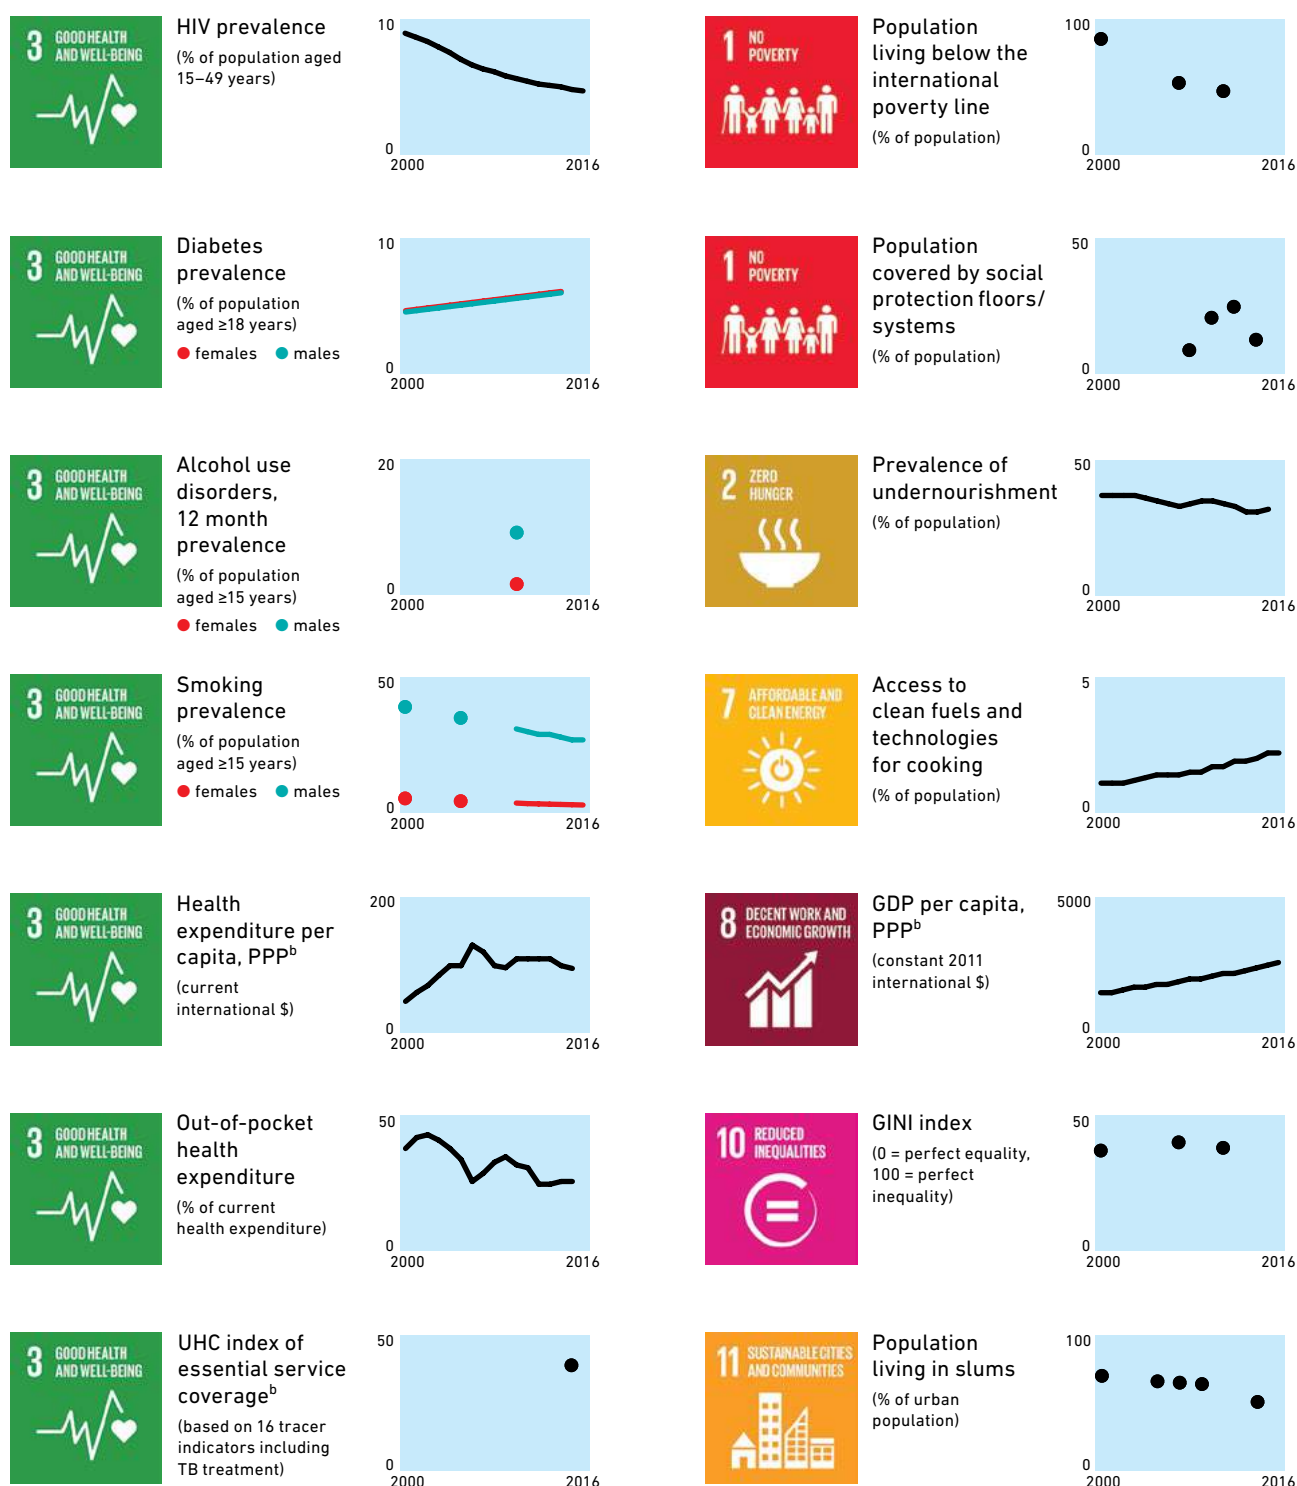 3 GOOD HEALTH
AND WELL-BEING
HIV prevalence
(% of population aged
15–49 years)
10
0
2000 2016
1 NO
POVERTY
Population
living below the
international
poverty line
(% of population)
100
0
2000 2016
3 GOOD HEALTH
AND WELL-BEING
Diabetes
prevalence
(% of population
aged ≥18 years)
females males
10
0
2000 2016
1 NO
POVERTY
Population
covered by social
protection floors/
systems
(% of population)
50
0
2000 2016
3 GOOD HEALTH
AND WELL-BEING
Alcohol use
disorders,
12 month
prevalence
(% of population
aged ≥15 years)
females males
20
0
2000 2016
2 ZERO
HUNGER
Prevalence of
undernourishment
(% of population)
50
0
2000 2016
3 GOOD HEALTH
AND WELL-BEING
Smoking
prevalence
(% of population
aged ≥15 years)
females males
50
0
2000 2016
7 AFFORDABLE AND
CLEAN ENERGY
Access to
clean fuels and
technologies
for cooking
(% of population)
5
0
2000 2016
3 GOOD HEALTH
AND WELL-BEING
Health
expenditure per
capita, PPPᵇ
(current
international $)
200
0
2000 2016
8 DECENT WORK AND
ECONOMIC GROWTH
GDP per capita,
PPPᵇ
(constant 2011
international $)
5000
0
2000 2016
3 GOOD HEALTH
AND WELL-BEING
Out-of-pocket
health
expenditure
(% of current
health expenditure)
50
0
2000 2016
10 REDUCED
INEQUALITIES
GINI index
(0 = perfect equality,
100 = perfect
inequality)
50
0
2000 2016
3 GOOD HEALTH
AND WELL-BEING
UHC index of
essential service
coverageᵇ
(based on 16 tracer
indicators including
TB treatment)
50
0
2000 2016
11 SUSTAINABLE CITIES
AND COMMUNITIES
Population
living in slums
(% of urban
population)
100
0
2000 2016